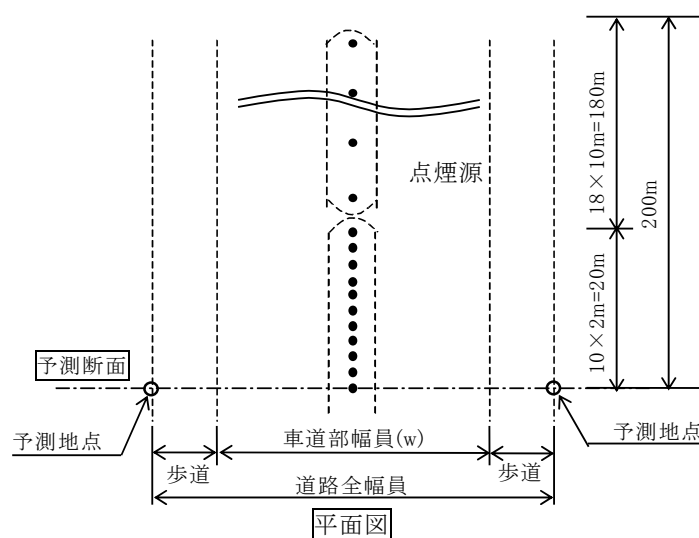 点煙源
18×10m=180m
200m
10×2m=20m
予測断面
予測地点
予測地点
車道部幅員(w)
歩道
歩道
道路全幅員
平面図